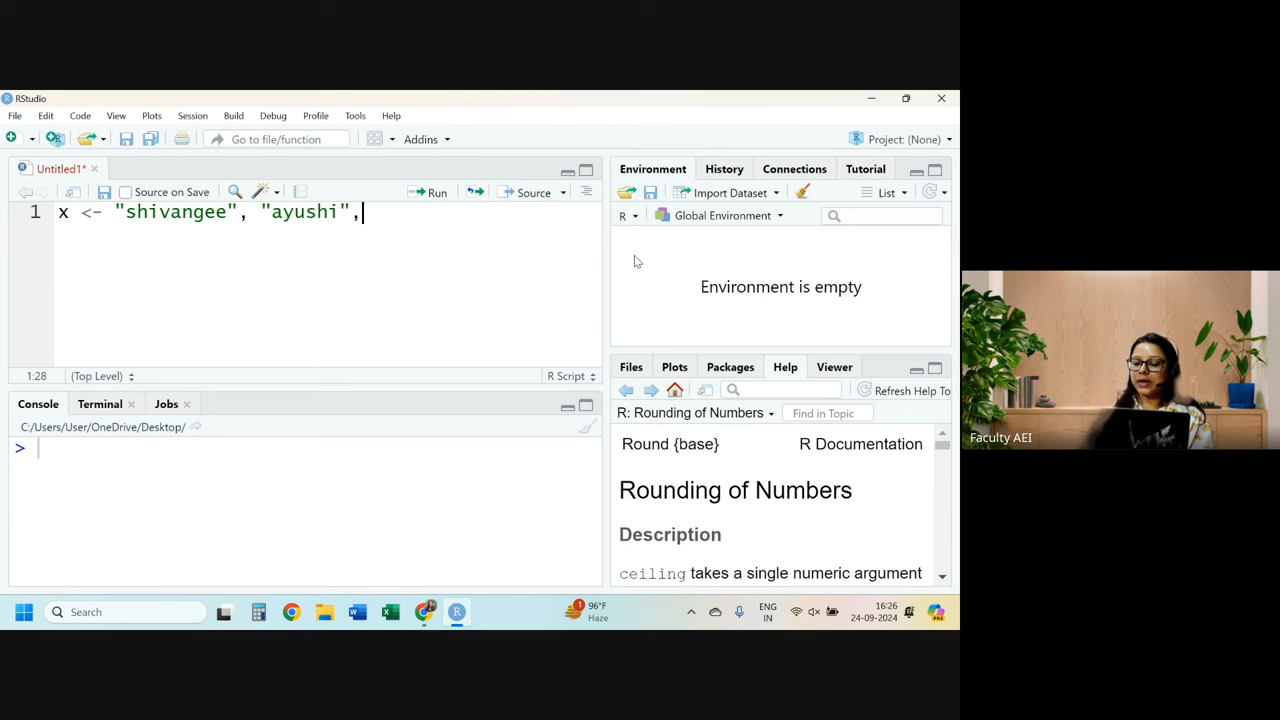 RStudio
File Edit Code View Plots Session Build Debug Profile Tools Help
Go to file/function Addins Project: (None)
Untitled1*
Source on Save Run Source
1 x <- "shivangee", "ayushi",
1:28 (Top Level) R Script
Console Terminal Jobs
C:/Users/User/OneDrive/Desktop/
>
Environment History Connections Tutorial
Import Dataset List
R Global Environment
Environment is empty
Files Plots Packages Help Viewer
Refresh Help To
R: Rounding of Numbers Find in Topic
Round {base} R Documentation
Rounding of Numbers
Description
ceiling takes a single numeric argument
Faculty AEI
Search
96°F
Haze
ENG
IN
16:26
24-09-2024